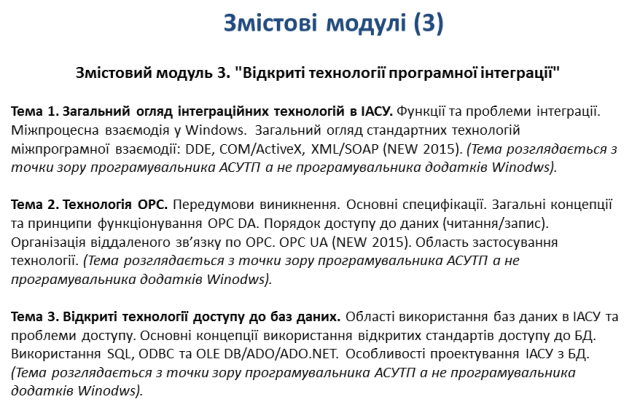 Змістові модулі (3)
Змістовий модуль 3. "Відкриті технології програмної інтеграції"
Тема 1. Загальний огляд інтеграційних технологій в ІАСУ. Функції та проблеми інтеграції.
Міжпроцесна взаємодія у Windows. Загальний огляд стандартних технологій
міжпрограмної взаємодії: DDE, COM/ActiveX, XML/SOAP (NEW 2015). (Тема розглядається з
точки зору програмувальника АСУТП а не програмувальника додатків Winodws).
Тема 2. Технологія OPC. Передумови виникнення. Основні специфікації. Загальні концепції
та принципи функціонування OPC DA. Порядок доступу до даних (читання/запис).
Організація віддаленого зв’язку по OPC. OPC UA (NEW 2015). Область застосування
технології. (Тема розглядається з точки зору програмувальника АСУТП а не
програмувальника додатків Winodws).
Тема 3. Відкриті технології доступу до баз даних. Області використання баз даних в ІАСУ та
проблеми доступу. Основні концепції використання відкритих стандартів доступу до БД.
Використання SQL, ODBC та OLE DB/ADO/ADO.NET. Особливості проектування ІАСУ з БД.
(Тема розглядається з точки зору програмувальника АСУТП а не програмувальника
додатків Winodws).